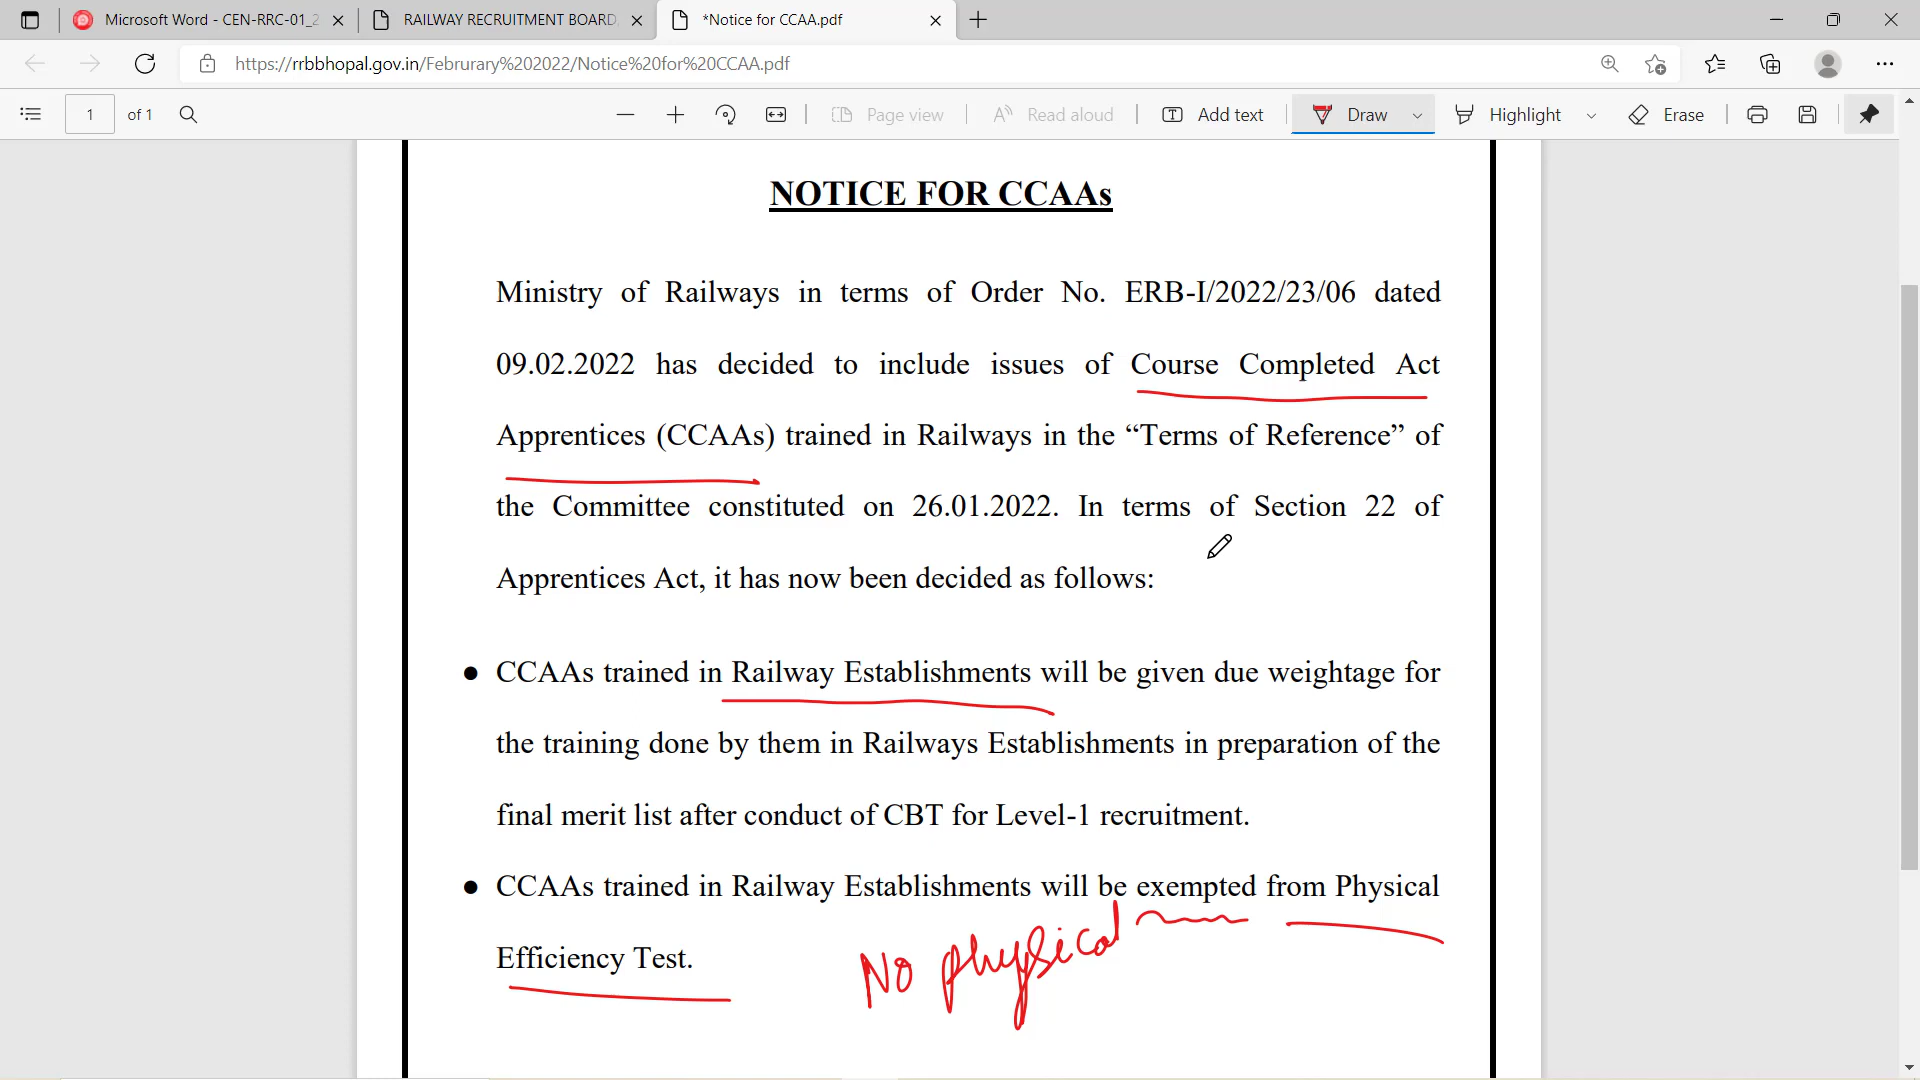 Microsoft Word - CEN-RRC-01_2
RAILWAY RECRUITMENT BOARD
*Notice for CCAA.pdf
https://rrbbhopal.gov.in/Februrary%202022/Notice%20for%20CCAA.pdf
1 of 1 Page view Read aloud Add text Draw Highlight Erase
NOTICE FOR CCAAs
Ministry of Railways in terms of Order No. ERB-I/2022/23/06 dated
09.02.2022 has decided to include issues of Course Completed Act
Apprentices (CCAAs) trained in Railways in the “Terms of Reference” of
the Committee constituted on 26.01.2022. In terms of Section 22 of
Apprentices Act, it has now been decided as follows:
● CCAAs trained in Railway Establishments will be given due weightage for
the training done by them in Railways Establishments in preparation of the
final merit list after conduct of CBT for Level-1 recruitment.
● CCAAs trained in Railway Establishments will be exempted from Physical
Efficiency Test.
No physical